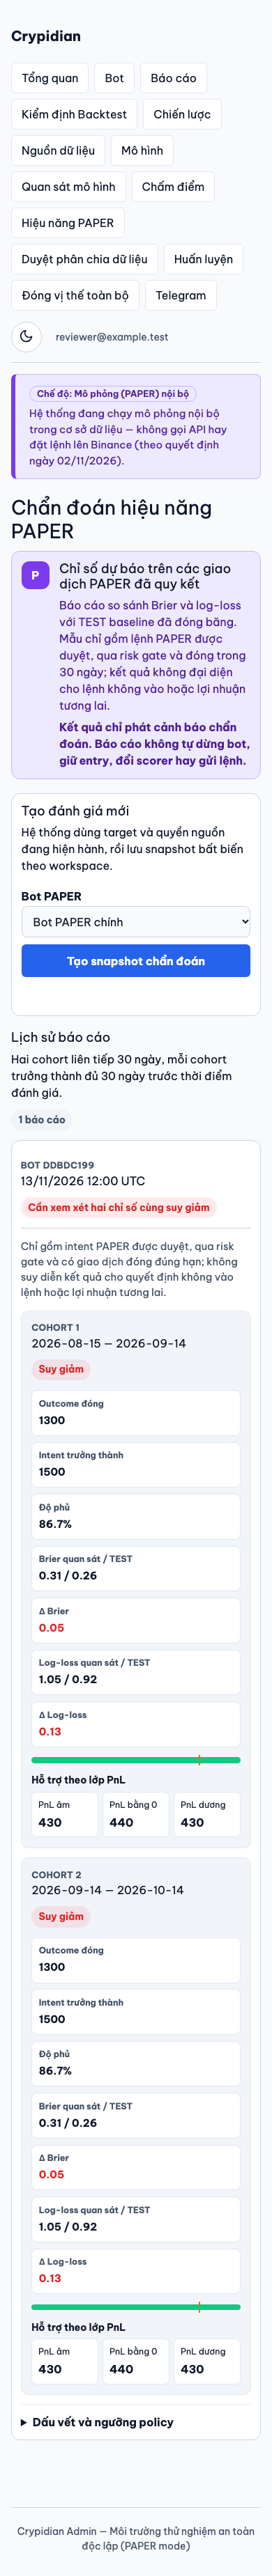 Crypidian
Tổng quan
Bot
Báo cáo
Kiểm định Backtest
Chiến lược
Nguồn dữ liệu
Mô hình
Quan sát mô hình
Chấm điểm
Hiệu năng PAPER
Duyệt phân chia dữ liệu
Huấn luyện
Đóng vị thế toàn bộ
Telegram
reviewer@example.test
Chế độ: Mô phỏng (PAPER) nội bộ
Hệ thống đang chạy mô phỏng nội bộ
trong cơ sở dữ liệu — không gọi API hay
đặt lệnh lên Binance (theo quyết định
ngày 02/11/2026).
Chẩn đoán hiệu năng
PAPER
P
Chỉ số dự báo trên các giao
dịch PAPER đã quy kết
Báo cáo so sánh Brier và log-loss
với TEST baseline đã đóng băng.
Mẫu chỉ gồm lệnh PAPER được
duyệt, qua risk gate và đóng trong
30 ngày; kết quả không đại diện
cho lệnh không vào hoặc lợi nhuận
tương lai.
Kết quả chỉ phát cảnh báo chẩn
đoán. Báo cáo không tự dừng bot,
giữ entry, đổi scorer hay gửi lệnh.
Tạo đánh giá mới
Hệ thống dùng target và quyền nguồn
đang hiện hành, rồi lưu snapshot bất biến
theo workspace.
Bot PAPER
Bot PAPER chính
Tạo snapshot chẩn đoán
Lịch sử báo cáo
Hai cohort liên tiếp 30 ngày, mỗi cohort
trưởng thành đủ 30 ngày trước thời điểm
đánh giá.
1 báo cáo
BOT DDBDC199
13/11/2026 12:00 UTC
Cần xem xét hai chỉ số cùng suy giảm
Chỉ gồm intent PAPER được duyệt, qua risk
gate và có giao dịch đóng đúng hạn; không
suy diễn kết quả cho quyết định không vào
lệnh hoặc lợi nhuận tương lai.
COHORT 1
2026-08-15 — 2026-09-14
Suy giảm
Outcome đóng
1300
Intent trưởng thành
1500
Độ phủ
86.7%
Brier quan sát / TEST
0.31 / 0.26
Δ Brier
0.05
Log-loss quan sát / TEST
1.05 / 0.92
Δ Log-loss
0.13
Hỗ trợ theo lớp PnL
PnL âm
430
PnL bằng 0
440
PnL dương
430
COHORT 2
2026-09-14 — 2026-10-14
Suy giảm
Outcome đóng
1300
Intent trưởng thành
1500
Độ phủ
86.7%
Brier quan sát / TEST
0.31 / 0.26
Δ Brier
0.05
Log-loss quan sát / TEST
1.05 / 0.92
Δ Log-loss
0.13
Hỗ trợ theo lớp PnL
PnL âm
430
PnL bằng 0
440
PnL dương
430
Dấu vết và ngưỡng policy
Crypidian Admin — Môi trường thử nghiệm an toàn
độc lập (PAPER mode)